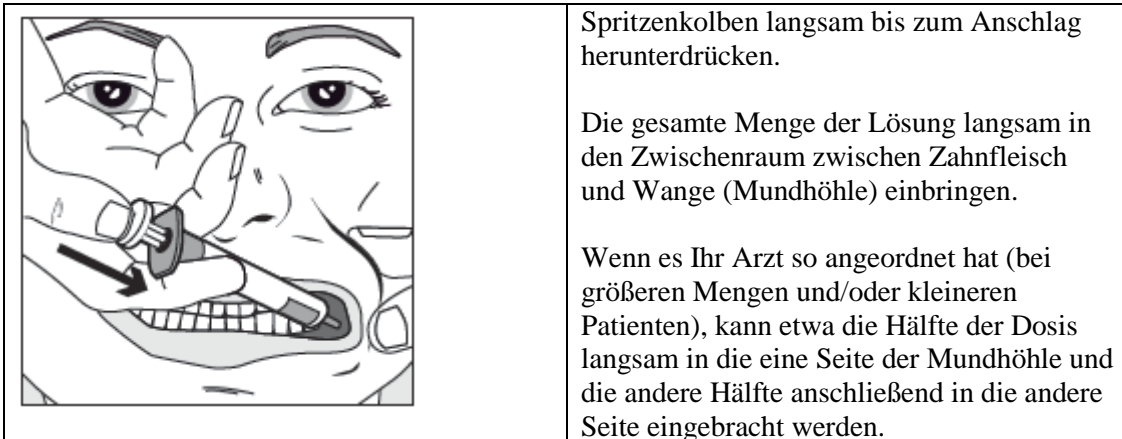 Spritzenkolben langsam bis zum Anschlag
herunterdrücken.
Die gesamte Menge der Lösung langsam in
den Zwischenraum zwischen Zahnfleisch
und Wange (Mundhöhle) einbringen.
Wenn es Ihr Arzt so angeordnet hat (bei
größeren Mengen und/oder kleineren
Patienten), kann etwa die Hälfte der Dosis
langsam in die eine Seite der Mundhöhle und
die andere Hälfte anschließend in die andere
Seite eingebracht werden.